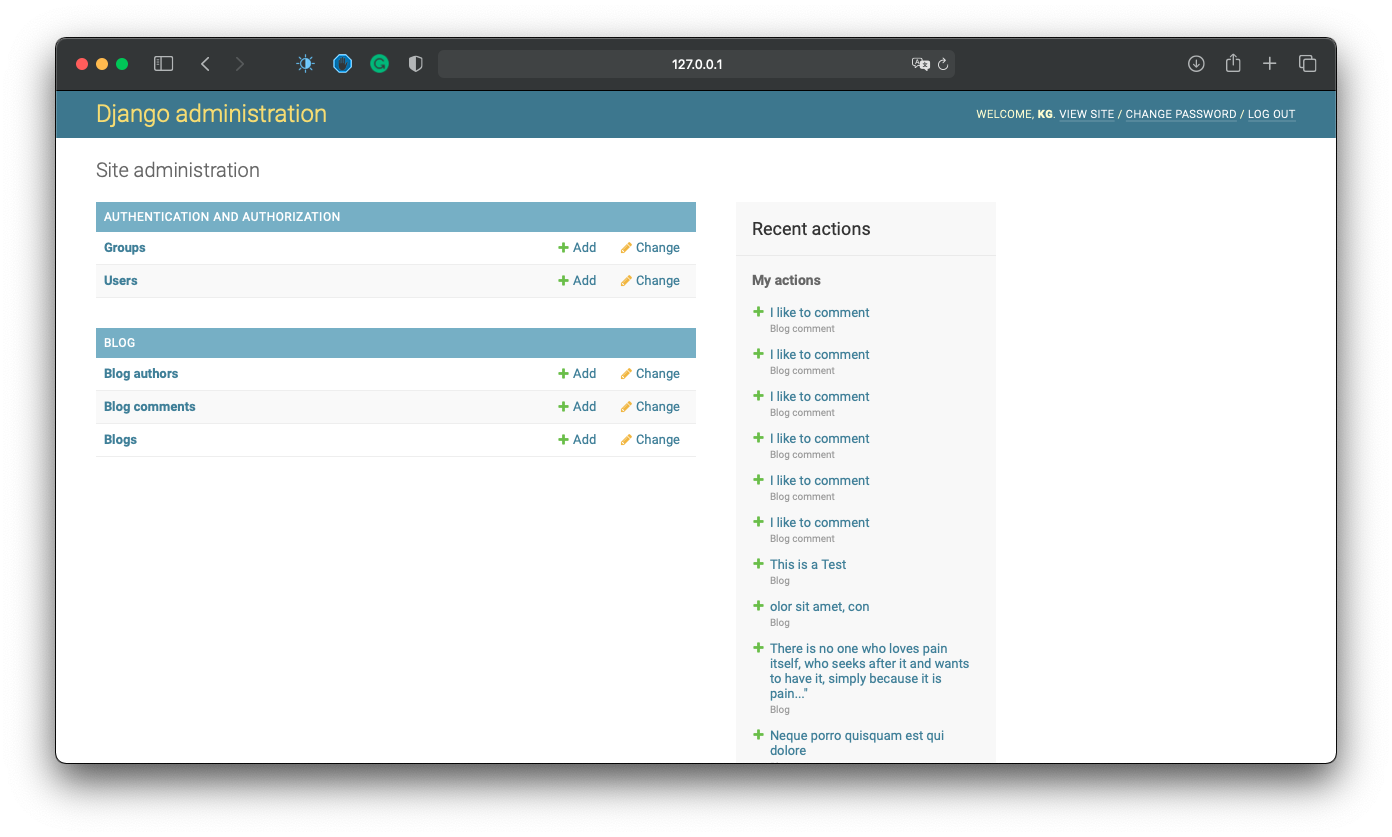 127.0.0.1
Django administration
WELCOME, KG. VIEW SITE / CHANGE PASSWORD / LOG OUT
Site administration
AUTHENTICATION AND AUTHORIZATION
Groups Add Change
Users Add Change
BLOG
Blog authors Add Change
Blog comments Add Change
Blogs Add Change
Recent actions
My actions
I like to comment
Blog comment
I like to comment
Blog comment
I like to comment
Blog comment
I like to comment
Blog comment
I like to comment
Blog comment
I like to comment
Blog comment
This is a Test
Blog
olor sit amet, con
Blog
There is no one who loves pain
itself, who seeks after it and wants
to have it, simply because it is
pain..."
Blog
Neque porro quisquam est qui
dolore